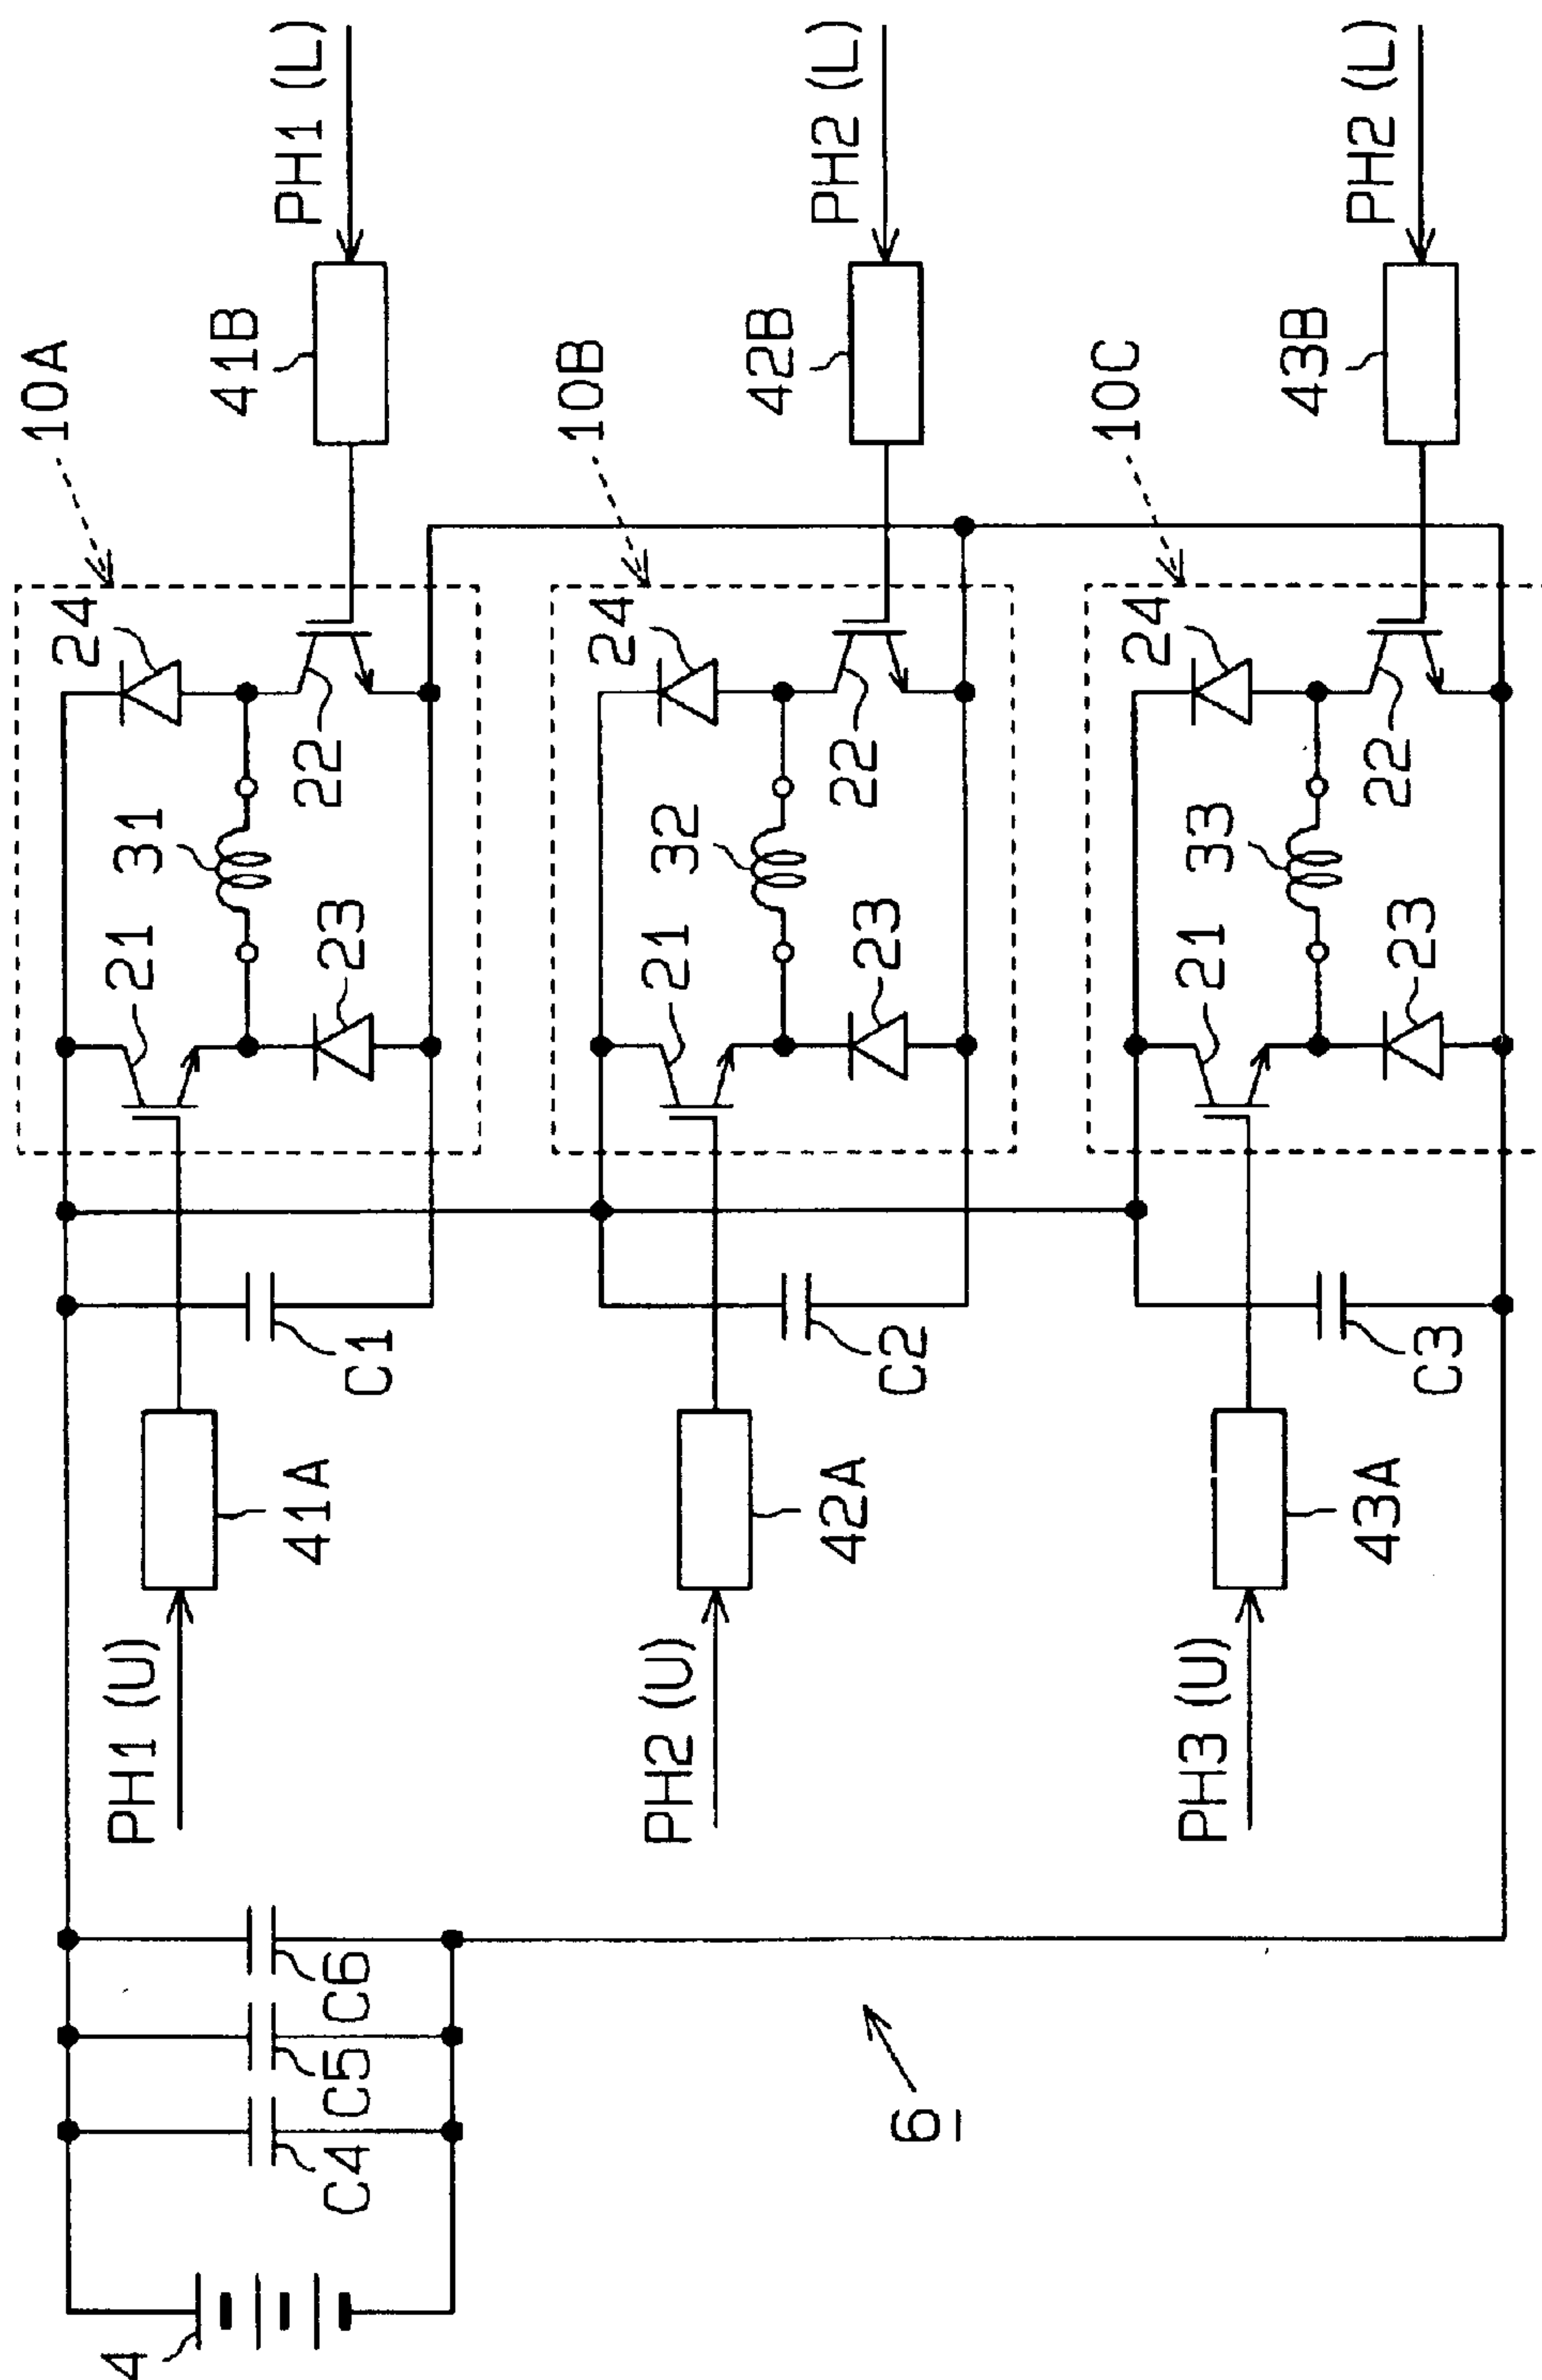 10A
41B
PH1 (L)
24
22
31
21
23
C1
41A
PH1 (U)
10B
42B
PH2 (L)
24
22
32
21
23
C2
42A
PH2 (U)
10C
43B
PH2 (L)
24
22
33
21
23
C3
43A
PH3 (U)
C6
C5
C4
4
6